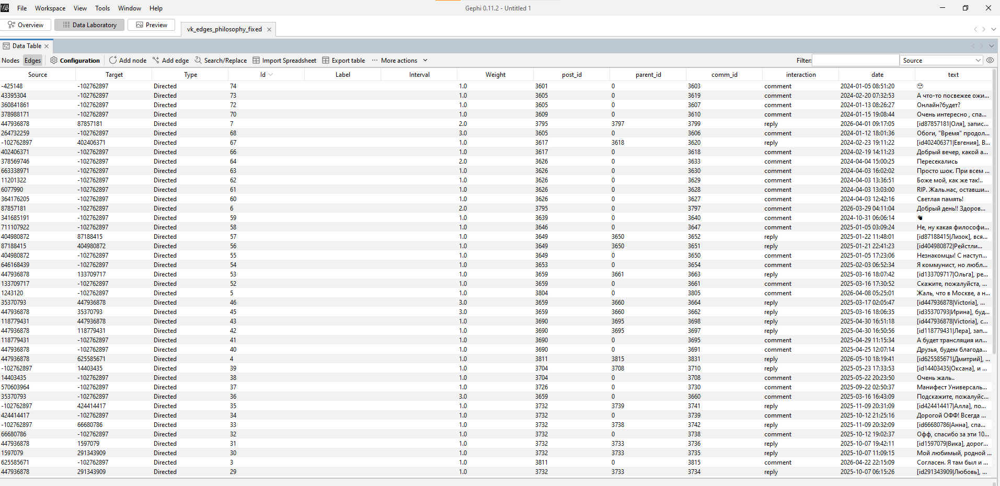 File Workspace View Tools Window Help
Gephi 0.11.2 - Untitled 1
Overview Data Laboratory Preview vk_edges_philosophy_fixed
Data Table
Nodes Edges Configuration Add node Add edge Search/Replace Import Spreadsheet Export table More actions Filter: Source
Source Target Type Id Label Interval Weight post_id parent_id comm_id interaction date text
-425148 -102762897 Directed 74 1.0 3601 0 3603 comment 2024-01-05 08:51:20 🙂
43395304 -102762897 Directed 73 1.0 3605 0 3619 comment 2024-02-20 07:32:53 А что-то посвежее ожи...
360841861 -102762897 Directed 72 1.0 3605 0 3607 comment 2024-01-13 08:26:27 Онлайн?будет?
378988171 -102762897 Directed 70 1.0 3609 0 3610 comment 2024-01-15 19:08:44 Очень интересно , спа...
447936878 87857181 Directed 7 2.0 3795 3797 3799 reply 2026-04-01 09:17:05 [id87857181|Оля], запис...
264732259 -102762897 Directed 68 3.0 3605 0 3606 comment 2024-01-12 18:01:36 Обоги, "Время" продол...
-102762897 402406371 Directed 67 1.0 3617 3618 3620 reply 2024-02-23 19:11:22 [id402406371|Евгения], В...
402406371 -102762897 Directed 66 1.0 3617 0 3618 comment 2024-02-19 14:11:23 Добрый вечер, какой а...
378569746 -102762897 Directed 64 2.0 3626 0 3633 comment 2024-04-04 15:00:25 Пересекались
663338971 -102762897 Directed 63 1.0 3626 0 3630 comment 2024-04-03 16:02:02 Просто шок. При всем ...
11201322 -102762897 Directed 62 1.0 3626 0 3629 comment 2024-04-03 13:36:51 Боже мой, как же так!..
6077990 -102762897 Directed 61 1.0 3626 0 3628 comment 2024-04-03 13:03:00 RIP. Жаль.нас, оставши...
364176205 -102762897 Directed 60 1.0 3626 0 3627 comment 2024-04-03 12:42:16 Светлая память!
87857181 -102762897 Directed 6 2.0 3795 0 3797 comment 2026-03-29 04:11:04 Добрый день!! Здоров...
341685191 -102762897 Directed 59 1.0 3639 0 3640 comment 2024-10-31 06:06:14
711107922 -102762897 Directed 58 1.0 3646 0 3647 comment 2025-01-05 03:09:24 Не, ну какая философи...
404980872 87188415 Directed 57 1.0 3649 3650 3652 reply 2025-01-22 11:48:01 [id87188415|Лизок], вся...
87188415 404980872 Directed 56 1.0 3649 3650 3651 reply 2025-01-21 22:41:23 [id404980872|Рейстли...
404980872 -102762897 Directed 55 1.0 3649 0 3650 comment 2025-01-05 17:23:06 Незнакомцы! С наступ...
646168439 -102762897 Directed 54 1.0 3653 0 3654 comment 2025-02-03 06:52:34 Я коммунист, но любл...
447936878 133709717 Directed 53 1.0 3659 3661 3663 reply 2025-03-16 18:07:42 [id133709717|Ольга], ре...
133709717 -102762897 Directed 52 1.0 3659 0 3661 comment 2025-03-16 17:30:52 Скажите, пожалуйста, ...
1243120 -102762897 Directed 5 1.0 3804 0 3805 comment 2026-04-08 05:25:01 Жаль, что в Москве, а н...
35370793 447936878 Directed 46 3.0 3659 3660 3664 reply 2025-03-17 02:05:47 [id447936878|Victoria], ...
447936878 35370793 Directed 45 3.0 3659 3660 3662 reply 2025-03-16 18:06:35 [id35370793|Ирина], буд...
118779431 447936878 Directed 43 1.0 3690 3695 3698 reply 2025-04-30 16:51:18 [id447936878|Victoria], с...
447936878 118779431 Directed 42 1.0 3690 3695 3697 reply 2025-04-30 16:50:56 [id118779431|Лера], зап...
118779431 -102762897 Directed 41 1.0 3690 0 3695 comment 2025-04-29 11:15:34 А будет трансляция ил...
447936878 -102762897 Directed 40 1.0 3690 0 3691 comment 2025-04-25 12:07:14 Друзья, будем благода...
447936878 625585671 Directed 4 1.0 3811 3815 3831 reply 2026-05-10 18:19:41 [id625585671|Дмитрий], ...
-102762897 14403435 Directed 39 1.0 3704 3708 3710 reply 2025-05-23 17:33:53 [id14403435|Оксана], и ...
14403435 -102762897 Directed 38 1.0 3704 0 3708 comment 2025-05-22 20:23:50 Очень жаль..
570603964 -102762897 Directed 37 1.0 3726 0 3730 comment 2025-09-22 02:50:37 Манифест Универсаль...
35370793 -102762897 Directed 36 3.0 3659 0 3660 comment 2025-03-16 16:43:09 Подскажите, пожалуйс...
-102762897 424414417 Directed 35 1.0 3732 3739 3741 reply 2025-11-09 20:31:09 [id424414417|Алла], по...
424414417 -102762897 Directed 34 1.0 3732 0 3739 comment 2025-10-12 21:25:16 Дорогой ОФФ! Всегда ...
-102762897 66680786 Directed 33 1.0 3732 3738 3742 reply 2025-11-09 20:32:09 [id66680786|Анна], спа...
66680786 -102762897 Directed 32 1.0 3732 0 3738 comment 2025-10-12 19:02:37 Офф, спасибо за эти 10...
447936878 1597079 Directed 31 1.0 3732 3733 3736 reply 2025-10-07 19:42:11 [id1597079|Вика], дорог...
1597079 291343909 Directed 30 1.0 3732 3733 3735 reply 2025-10-07 11:09:15 Мой любимый, родной ...
625585671 -102762897 Directed 3 1.0 3811 0 3815 comment 2026-04-22 22:15:09 Согласен. Я там был и ...
447936878 291343909 Directed 29 1.0 3732 3733 3734 reply 2025-10-07 06:15:26 [id291343909|Любовь], ...